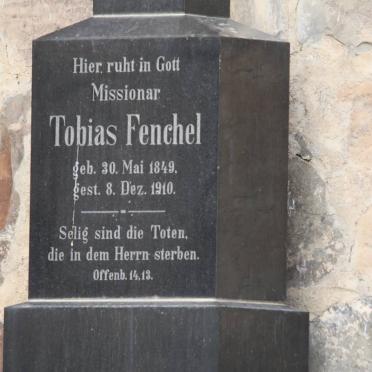 Hier ruht in Gott
Missionar
Tobias Fenchel
geb. 30. Mai 1849.
gest. 8. Dez. 1910.
Selig sind die Toten,
die in dem Herrn sterben.
Offenb. 14,13.